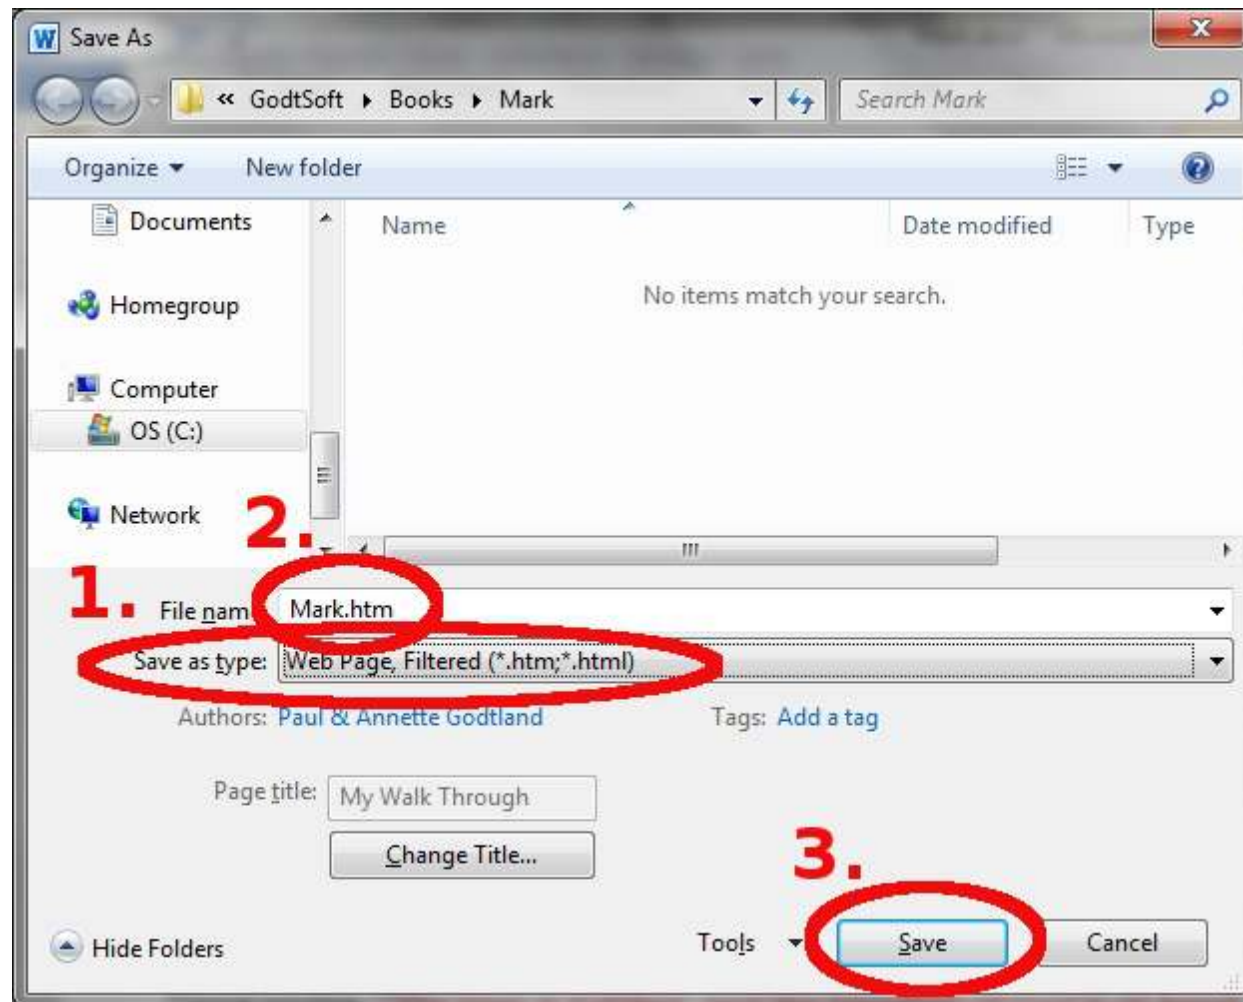 Save As
« GodtSoft ▸ Books ▸ Mark
Search Mark
Organize
New folder
Documents
Name
Date modified
Type
Homegroup
No items match your search.
Computer
OS (C:)
Network
2.
1.
File nam
Mark.htm
Save as type: Web Page, Filtered (*.htm;*.html)
Authors: Paul & Annette Godtland
Tags: Add a tag
Page title: My Walk Through
Change Title...
3.
Hide Folders
Tools
Save
Cancel